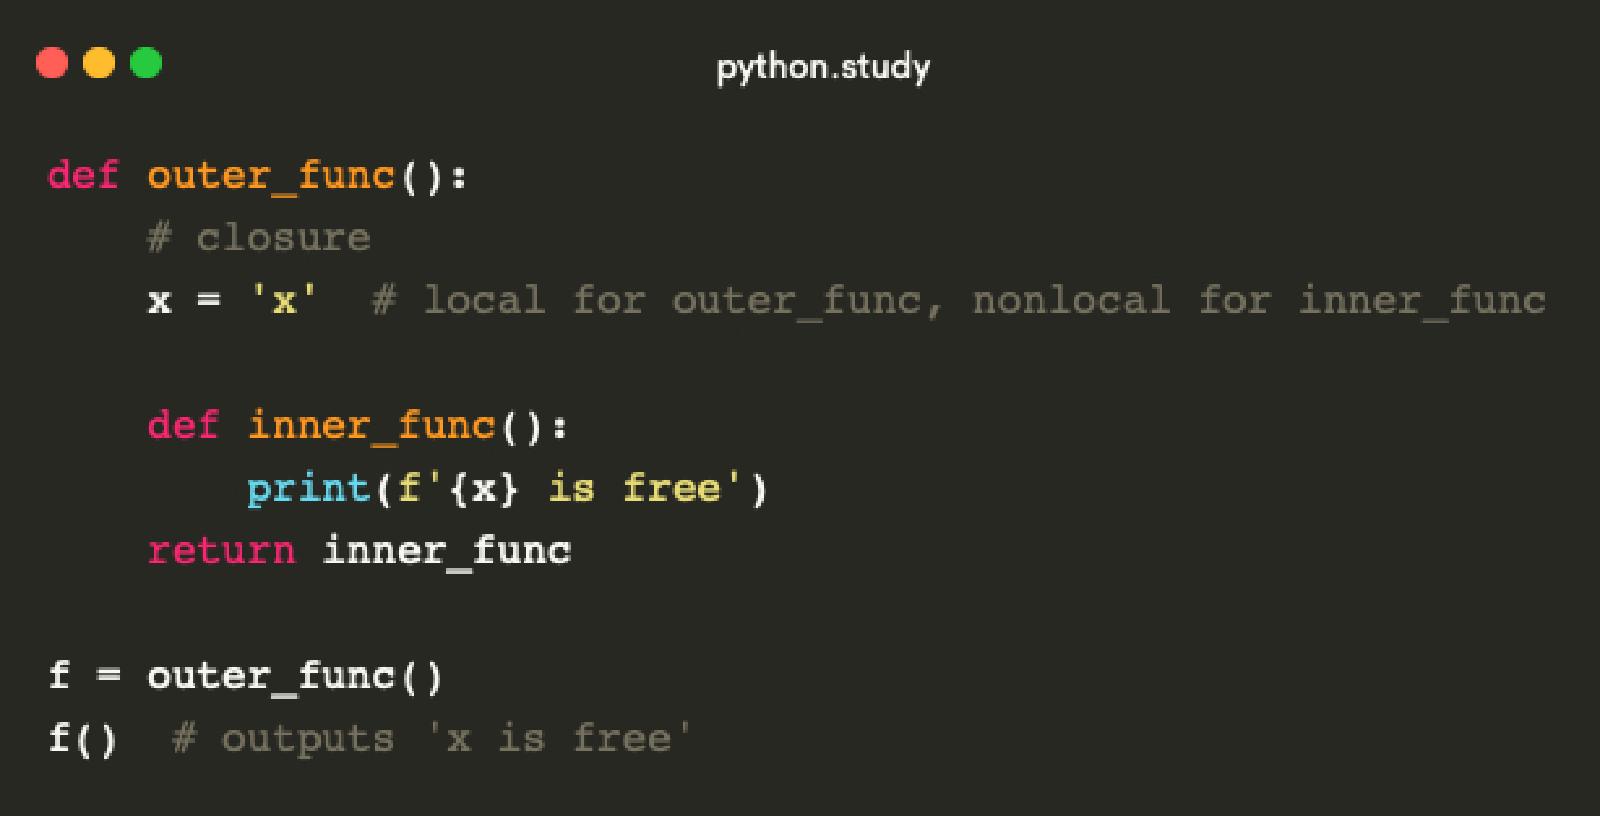 python.study
def outer_func():
    # closure
    x = 'x'  # local for outer_func, nonlocal for inner_func
    def inner_func():
        print(f'{x} is free')
    return inner_func
f = outer_func()
f()  # outputs 'x is free'